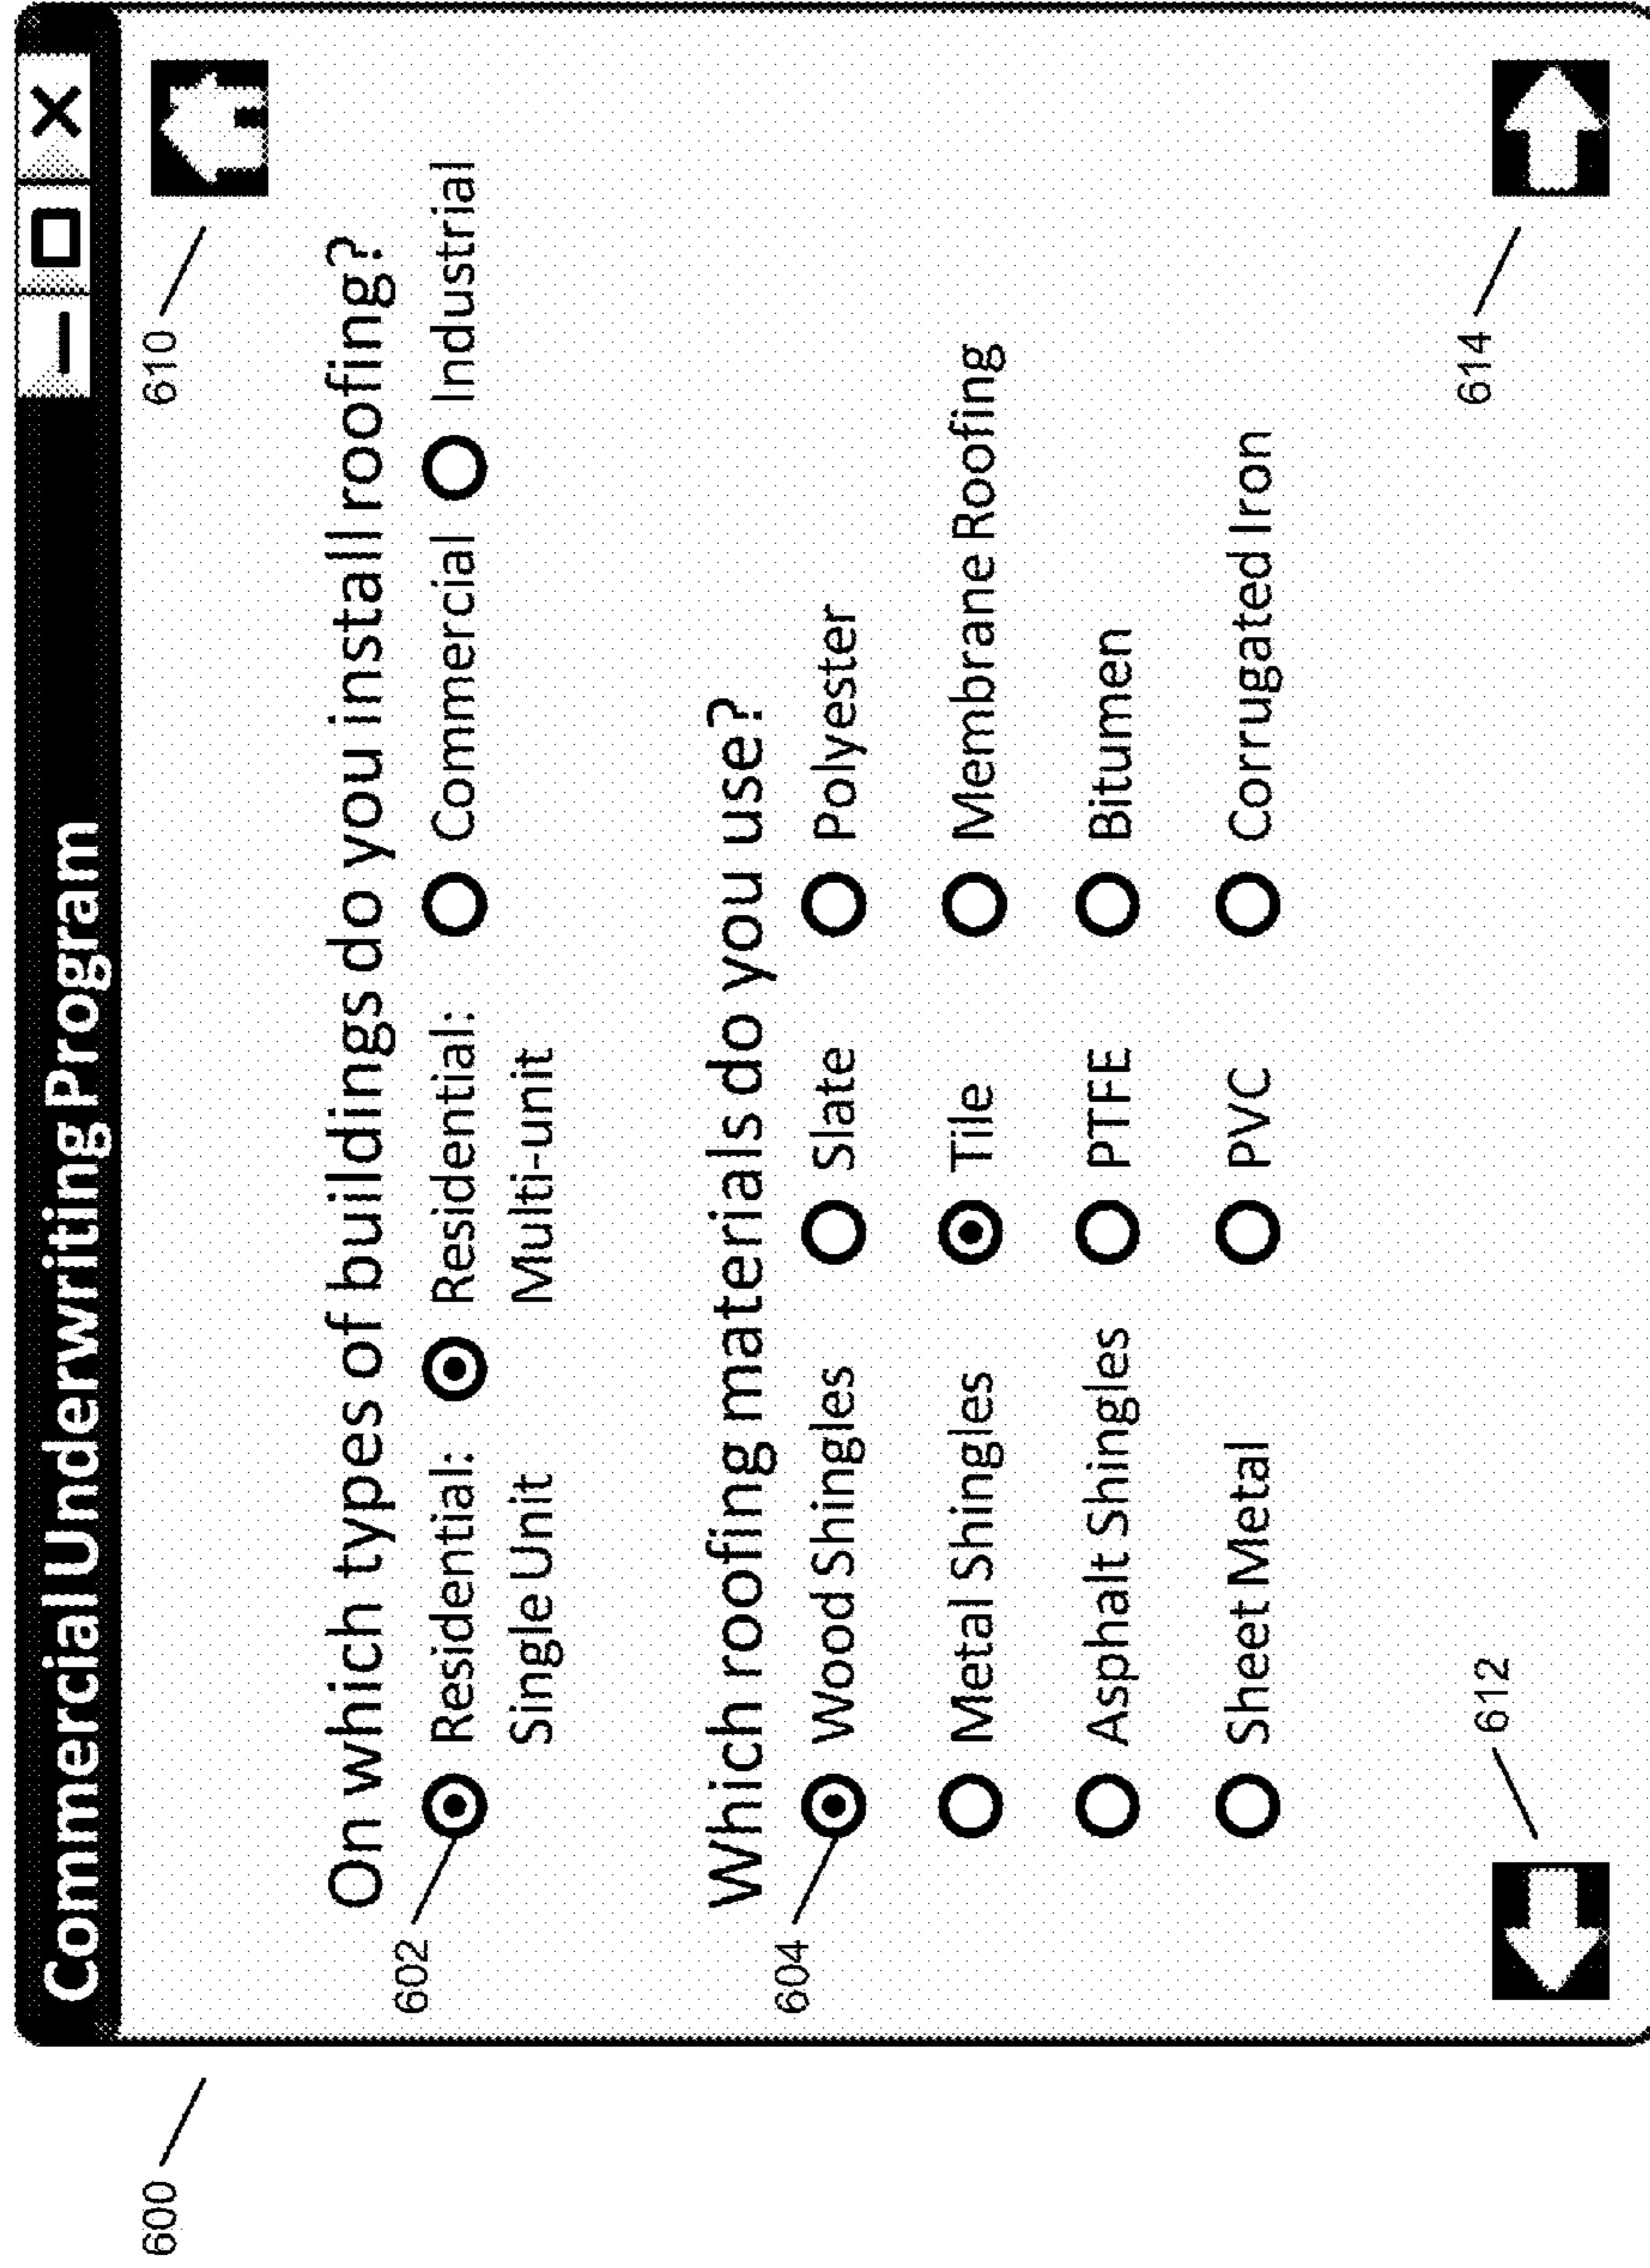 600
Commercial Underwriting Program
610
On which types of buildings do you install roofing?
602
Residential: Residential: Commercial Industrial
Single Unit Multi-unit
Which roofing materials do you use?
604
Wood Shingles Slate Polyester
Metal Shingles Tile Membrane Roofing
Asphalt Shingles PTFE Bitumen
Sheet Metal PVC Corrugated Iron
612
614